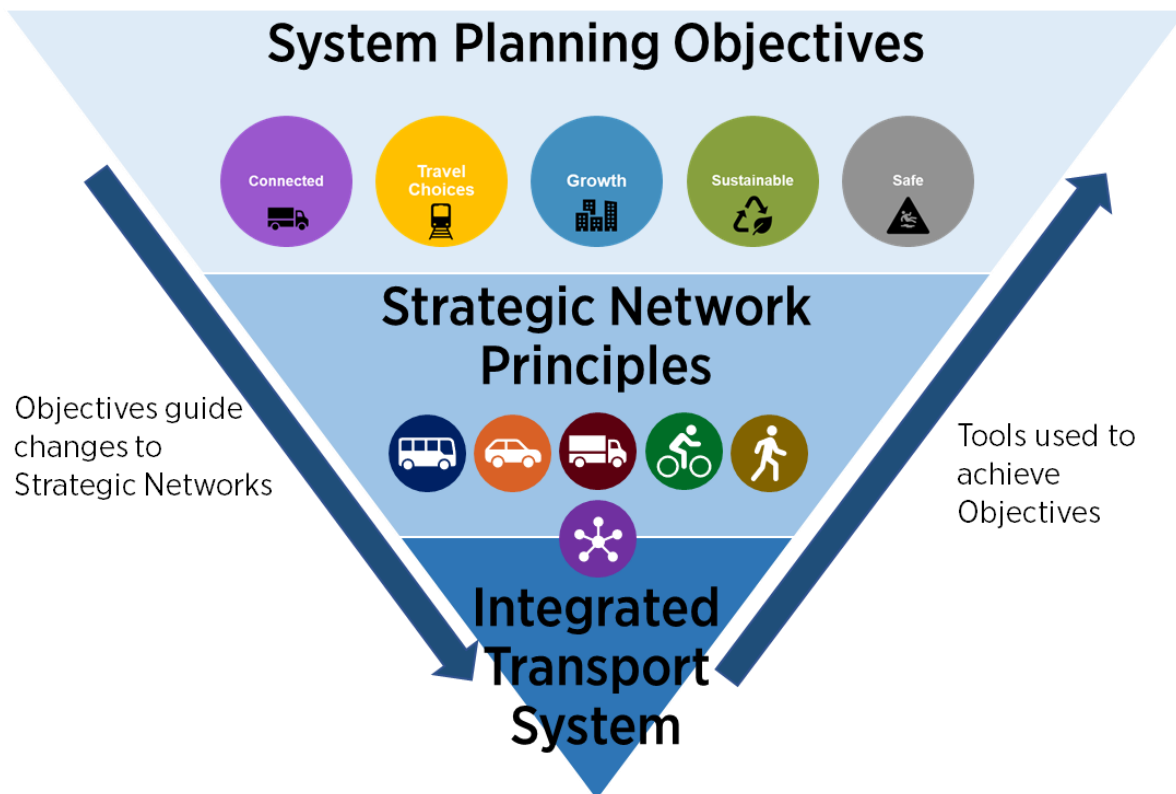 System Planning Objectives
Connected
Travel
Choices
Growth
Sustainable
Safe
Strategic Network
Principles
Objectives guide
changes to
Strategic Networks
Tools used to
achieve
Objectives
Integrated
Transport
System